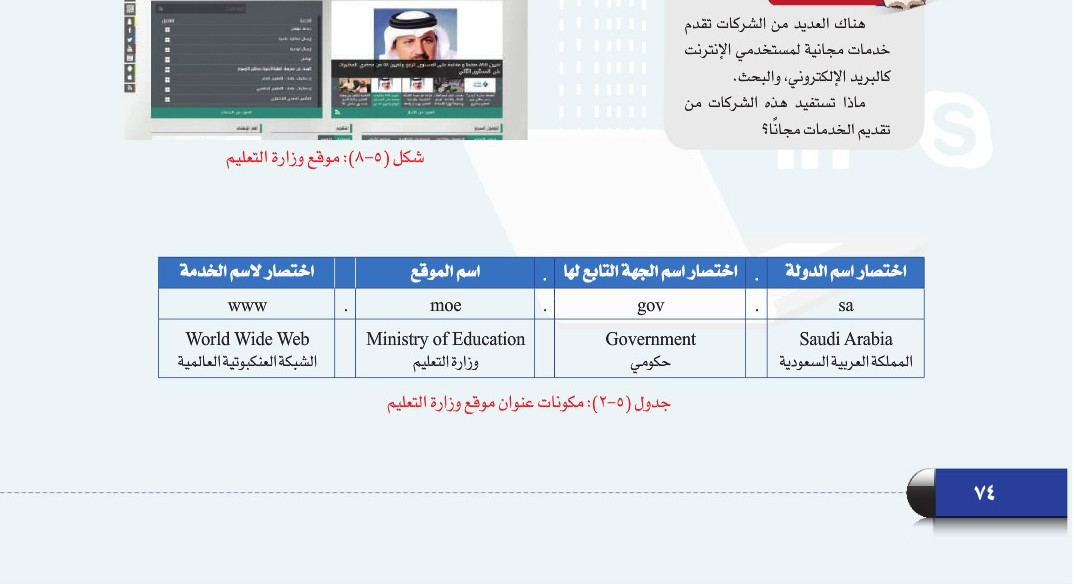 هناك العديد من الشركات تقدم
خدمات مجانية لمستخدمي الإنترنت
كالبريد الإلكتروني، والبحث.
ماذا تستفيد هذه الشركات من
تقديم الخدمات مجانًا؟
شكل (٥-٨): موقع وزارة التعليم
اختصار اسم الدولة . اختصار اسم الجهة التابع لها . اسم الموقع اختصار لاسم الخدمة
sa . gov . moe . www
Saudi Arabia Government Ministry of Education World Wide Web
المملكة العربية السعودية حكومي وزارة التعليم الشبكة العنكبوتية العالمية
جدول (٥-٢): مكونات عنوان موقع وزارة التعليم
٧٤